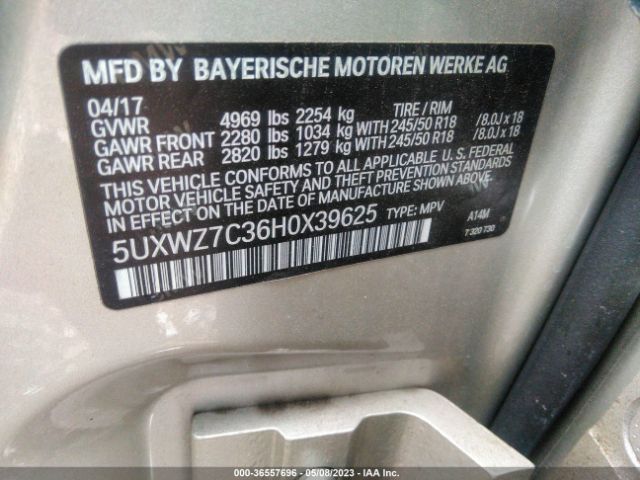 MFD BY BAYERISCHE MOTOREN WERKE AG
04/17
GVWR 4969 lbs 2254 kg TIRE / RIM
GAWR FRONT 2280 lbs 1034 kg WITH 245/50 R18 / 8.0J x 18
GAWR REAR 2820 lbs 1279 kg WITH 245/50 R18 / 8.0J x 18
THIS VEHICLE CONFORMS TO ALL APPLICABLE U. S. FEDERAL
MOTOR VEHICLE SAFETY AND THEFT PREVENTION STANDARDS
IN EFFECT ON THE DATE OF MANUFACTURE SHOWN ABOVE.
5UXWZ7C36H0X39625 TYPE: MPV A14M
7 320 730
000-36557696 - 05/08/2023 - IAA Inc.